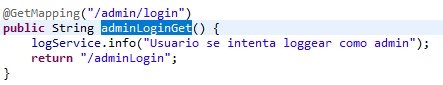 @GetMapping("/admin/login")
public String adminLoginGet() {
logService.info("Usuario se intenta loggear como admin");
return "/adminLogin";
}